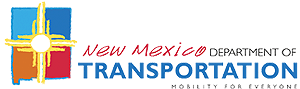 New Mexico DEPARTMENT OF
TRANSPORTATION
MOBILITY FOR EVERYONE